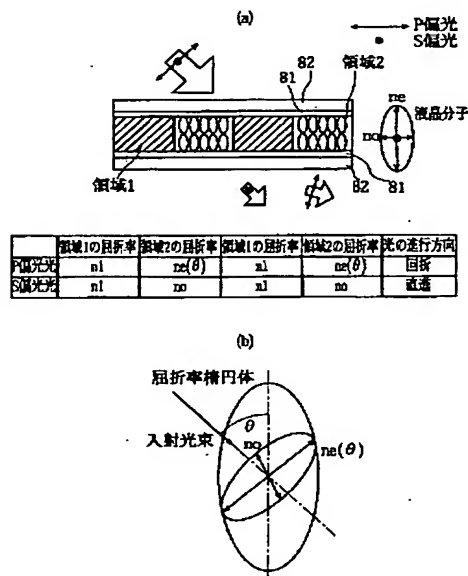 (a)
P偏光
S偏光
82
81
領域2
ne
液晶分子
no
領域1
82
81
領域1の屈折率 領域2の屈折率 領域1の屈折率 領域2の屈折率 光の進行方向
P偏光光 n1 ne(θ) n1 ne(θ) 回折
S偏光光 n1 no n1 no 直進
(b)
屈折率楕円体
θ
入射光束
no
ne(θ)